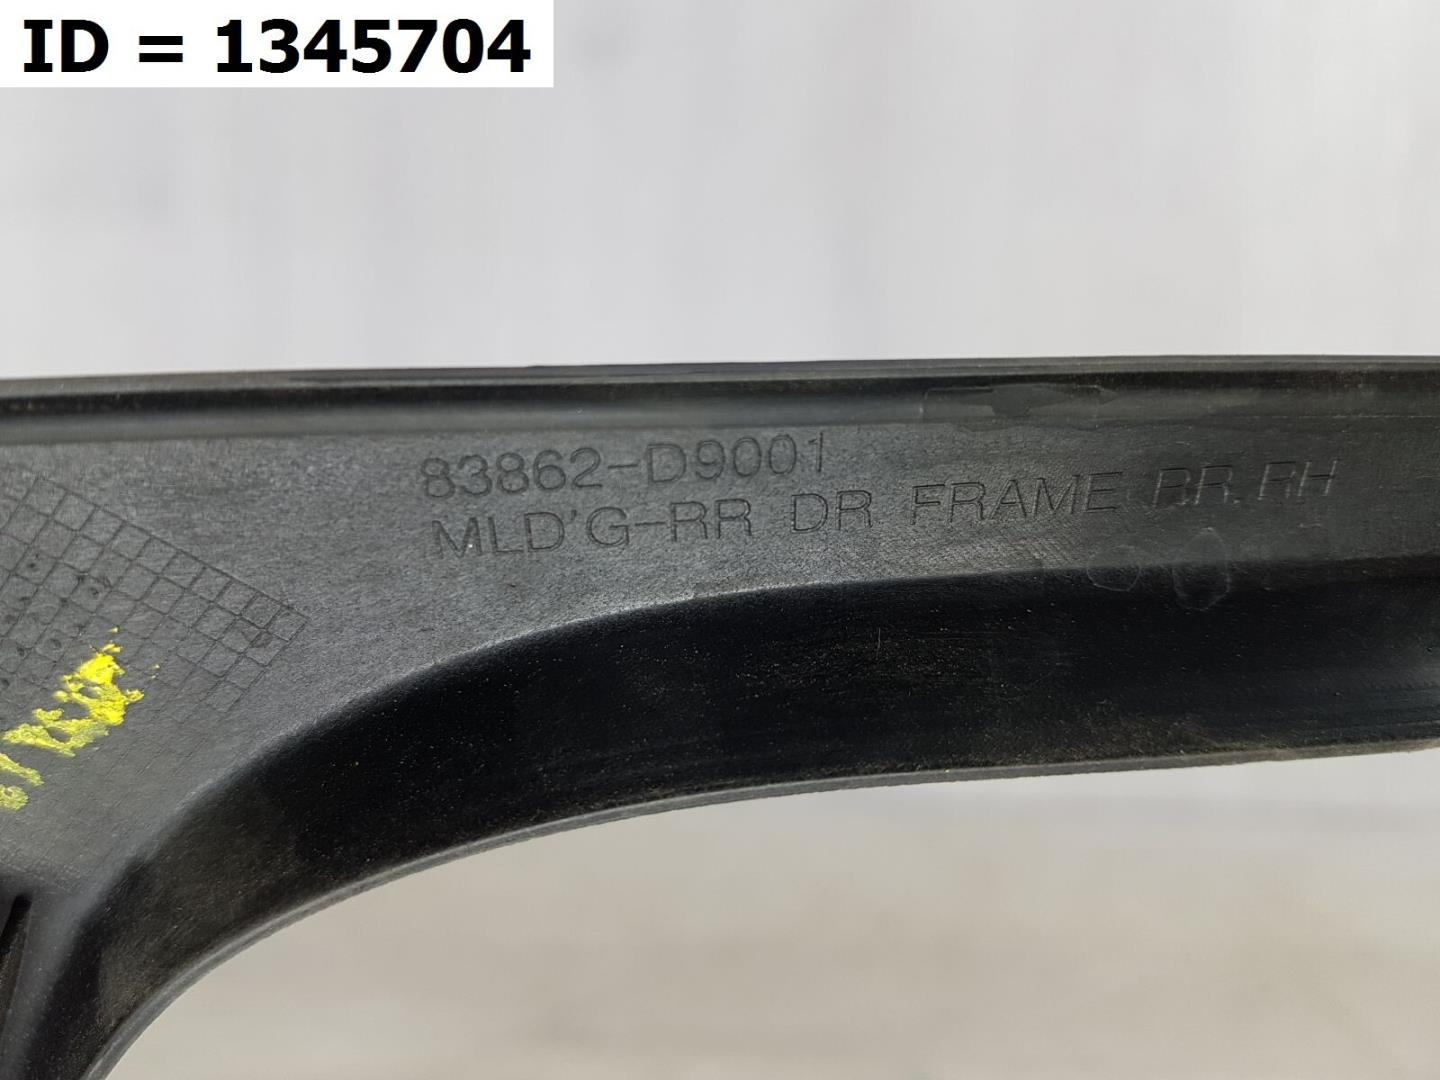 ID = 1345704
83862-D9001
MLD'G-RR DR FRAME RR.RH